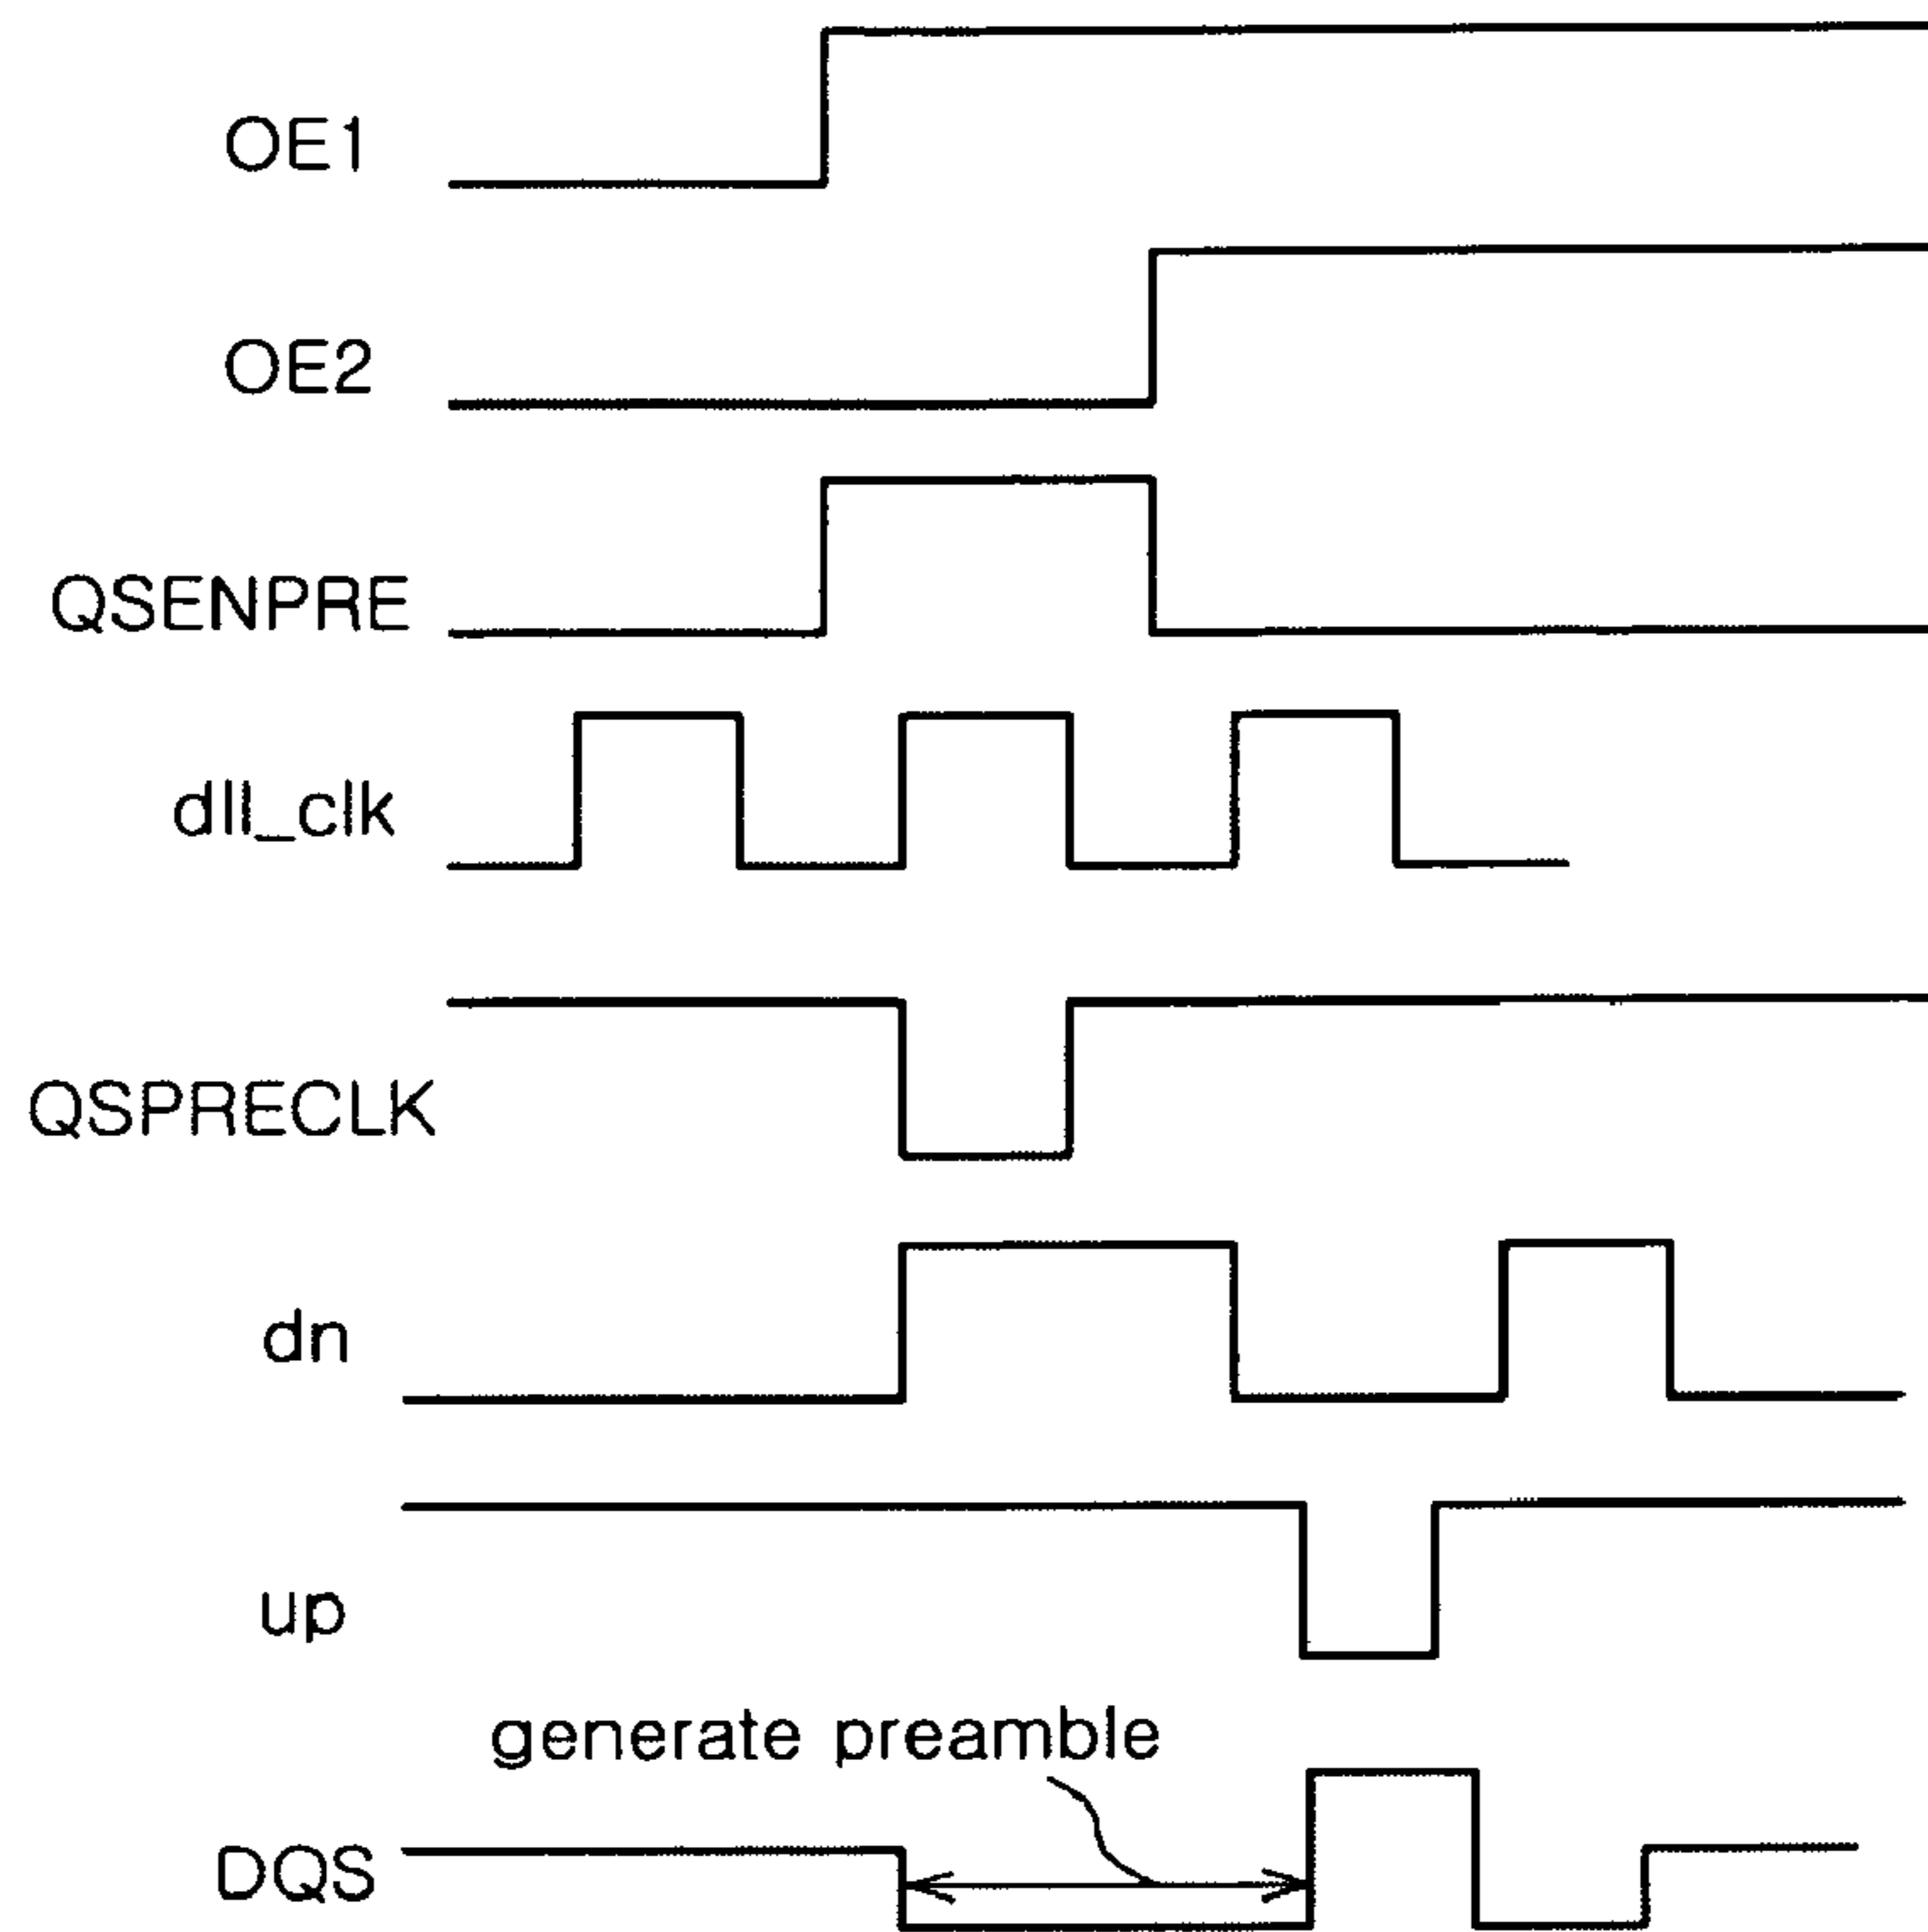 OE1
OE2
QSENPRE
dll_clk
QSPRECLK
dn
up
generate preamble
DQS